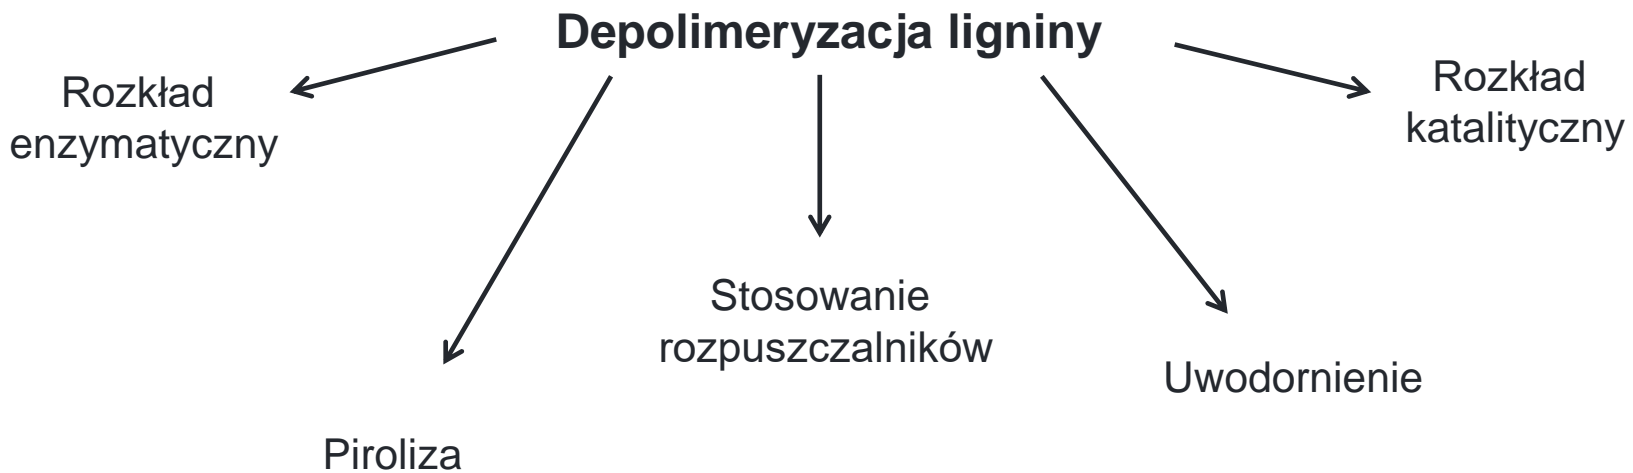 Depolimeryzacja ligniny
Rozkład
enzymatyczny
Piroliza
Stosowanie
rozpuszczalników
Uwodornienie
Rozkład
katalityczny